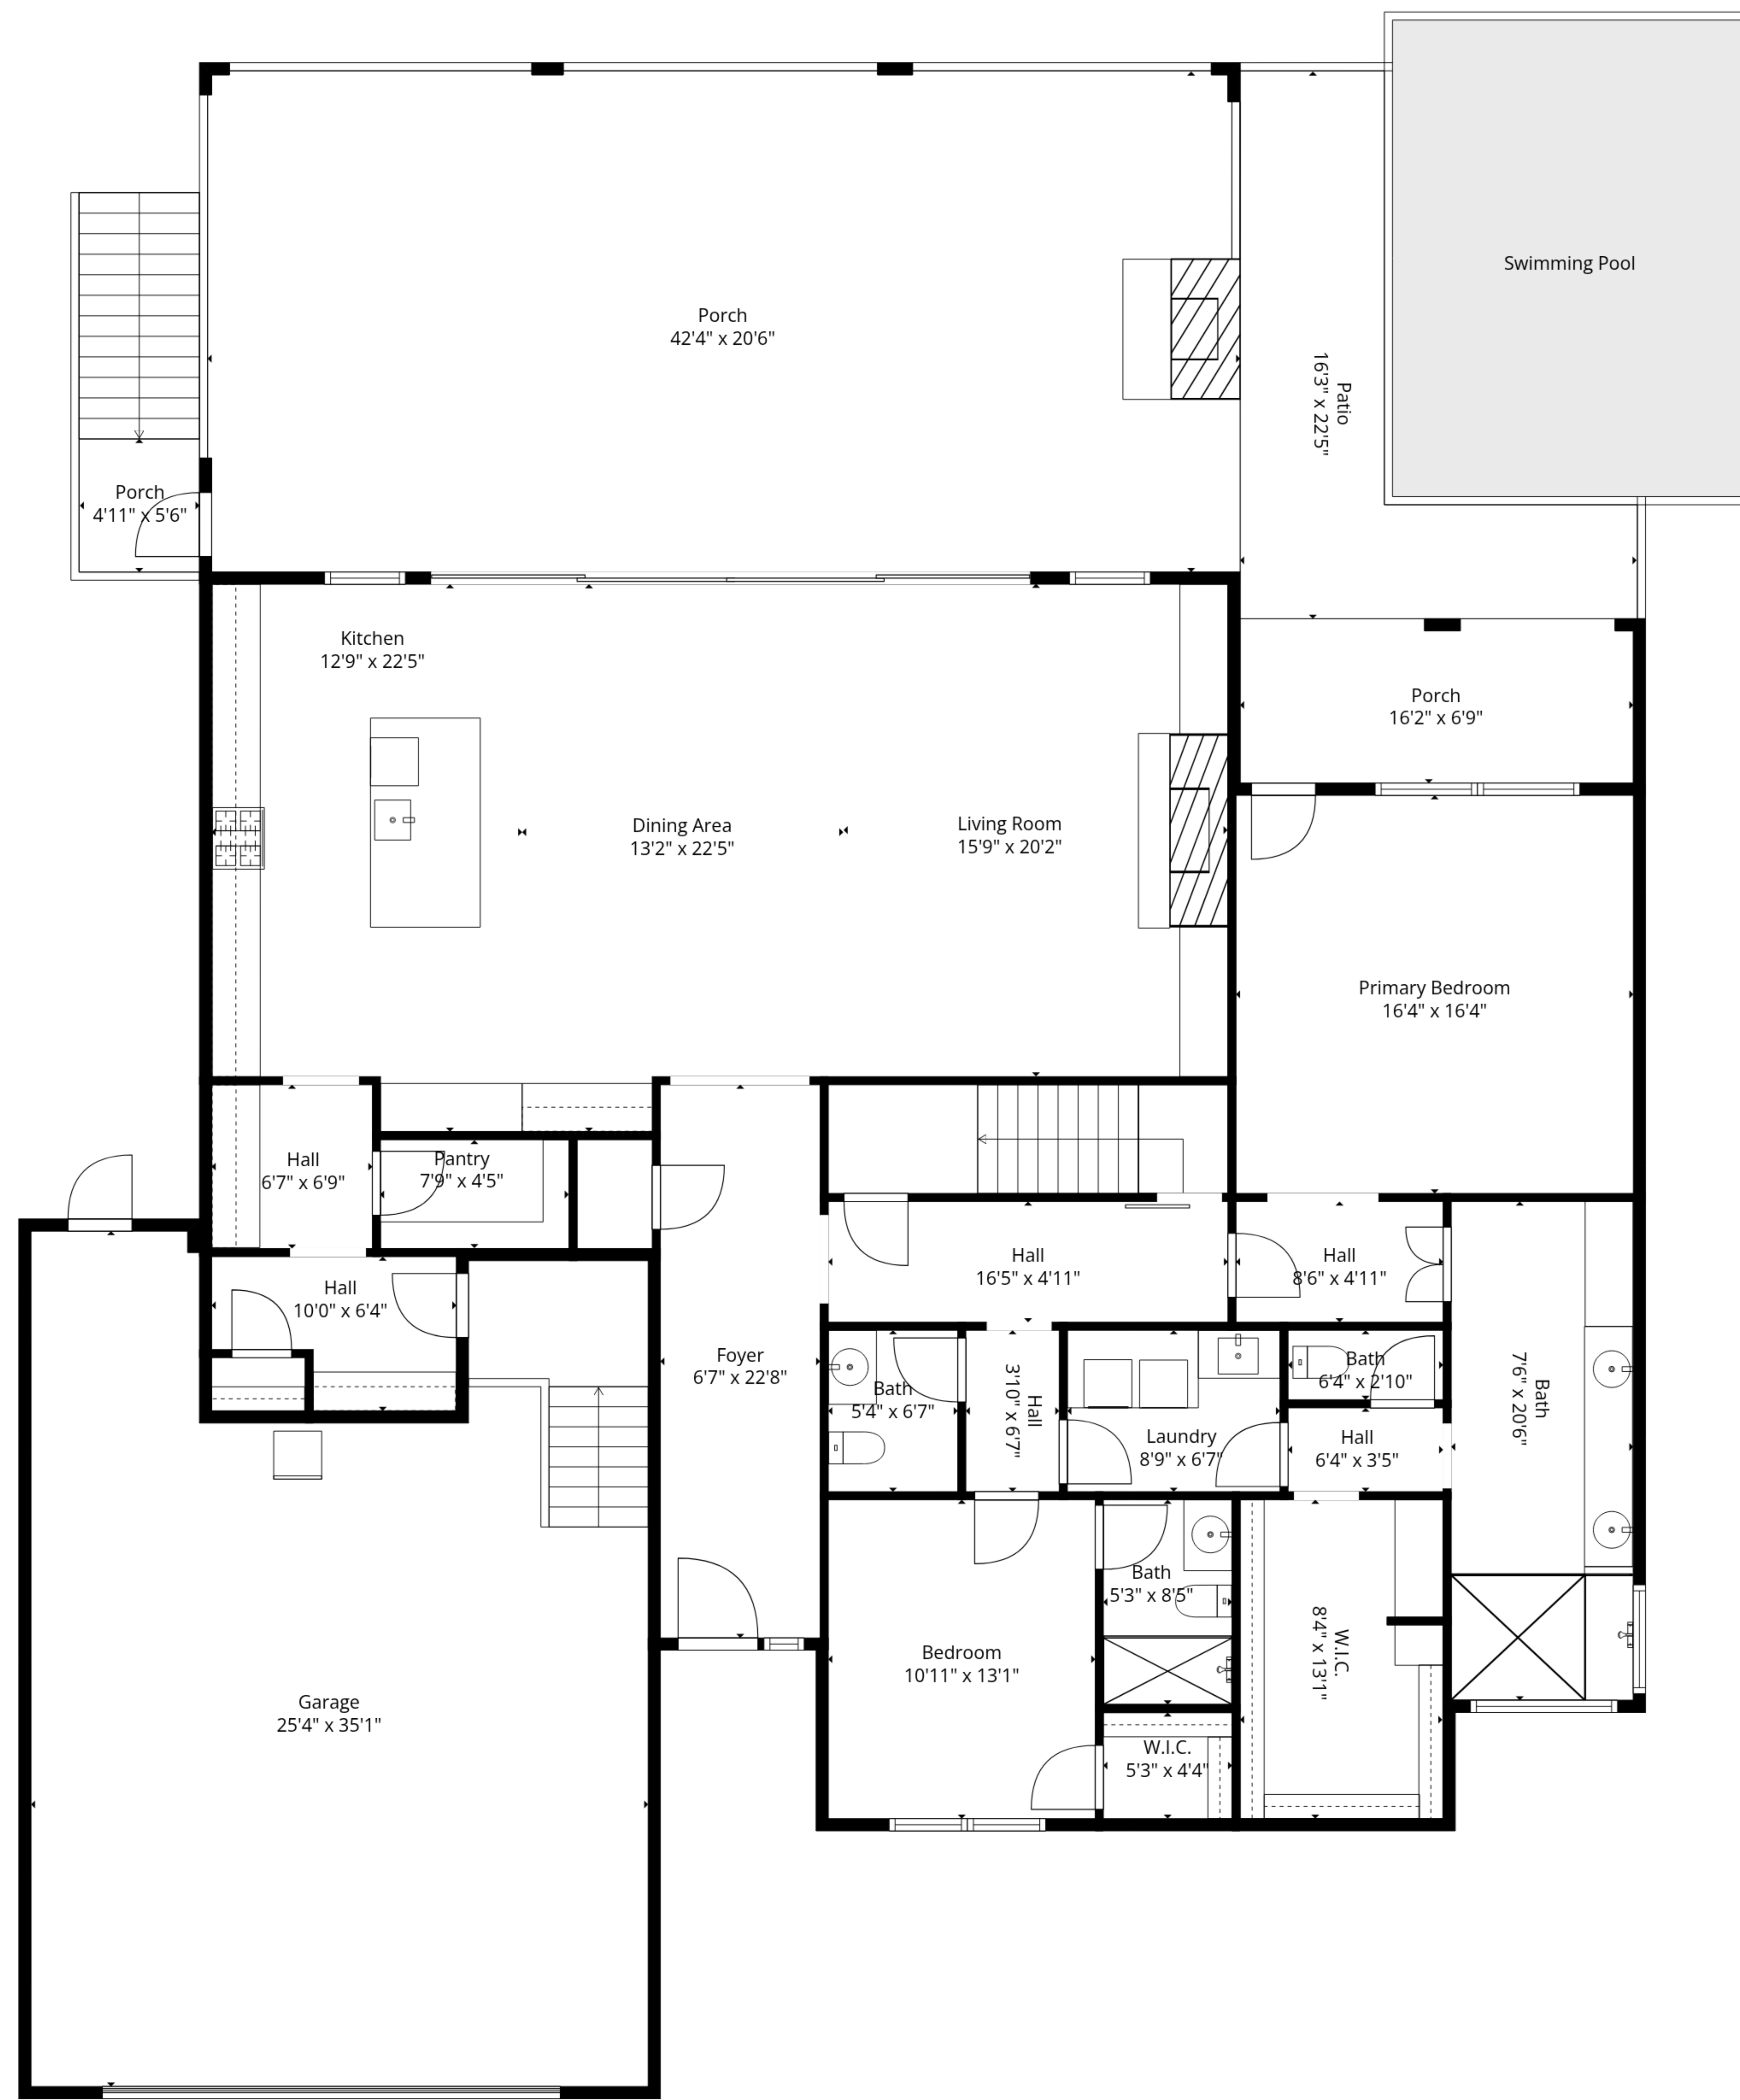 Swimming Pool
Porch
42'4" x 20'6"
Patio
16'3" x 22'5"
Porch
4'11" x 5'6"
Kitchen
12'9" x 22'5"
Porch
16'2" x 6'9"
Dining Area
13'2" x 22'5"
Living Room
15'9" x 20'2"
Primary Bedroom
16'4" x 16'4"
Hall
6'7" x 6'9"
Pantry
7'9" x 4'5"
Hall
16'5" x 4'11"
Hall
8'6" x 4'11"
Hall
10'0" x 6'4"
Foyer
6'7" x 22'8"
Bath
5'4" x 6'7"
Hall
3'10" x 6'7"
Laundry
8'9" x 6'7"
Bath
6'4" x 2'10"
Hall
6'4" x 3'5"
Bath
7'6" x 20'6"
Bath
5'3" x 8'5"
Bedroom
10'11" x 13'1"
W.I.C.
8'4" x 13'1"
Garage
25'4" x 35'1"
W.I.C.
5'3" x 4'4"